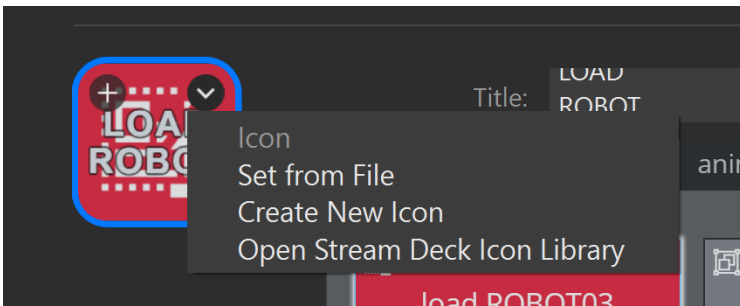 LOAD
ROBO
Title:
LOAD
ROBOT
Icon
Set from File
Create New Icon
Open Stream Deck Icon Library
load ROBOT03